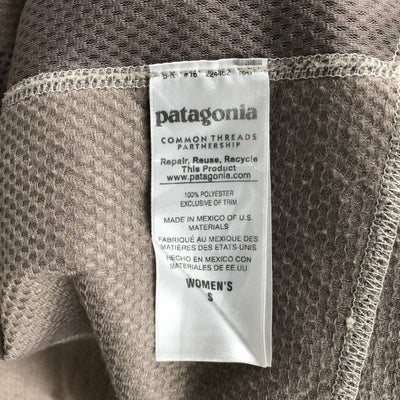 #16
patagonia
COMMON THREADS
PARTNERSHIP
Repair, Reuse, Recycle
This Product
www.patagonia.com
100% POLYESTER
EXCLUSIVE OF TRIM
MADE IN MEXICO OF U.S.
MATERIALS
FABRIQUÉ AU MEXIQUE DES
MATIÈRES DES ETATS-UNIS
HECHO EN MEXICO CON
MATERIALES DE EE.UU.
WOMEN'S
S